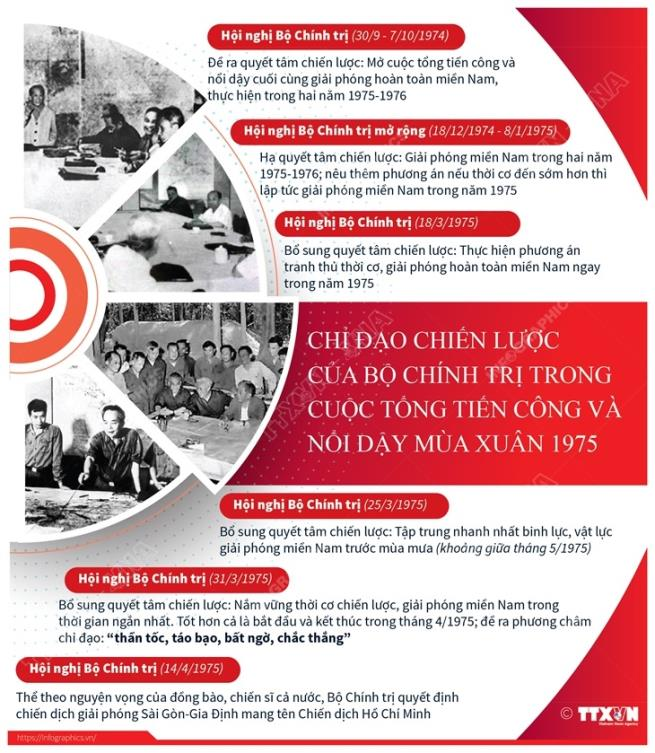 Hội nghị Bộ Chính trị (30/9 - 7/10/1974)
Đề ra quyết tâm chiến lược: Mở cuộc tổng tiến công và
nổi dậy cuối cùng giải phóng hoàn toàn miền Nam,
thực hiện trong hai năm 1975-1976
Hội nghị Bộ Chính trị mở rộng (18/12/1974 - 8/1/1975)
Hạ quyết tâm chiến lược: Giải phóng miền Nam trong hai năm
1975-1976; nêu thêm phương án nếu thời cơ đến sớm hơn thì
lập tức giải phóng miền Nam trong năm 1975
Hội nghị Bộ Chính trị (18/3/1975)
Bổ sung quyết tâm chiến lược: Thực hiện phương án
tranh thủ thời cơ, giải phóng hoàn toàn miền Nam ngay
trong năm 1975
CHỈ ĐẠO CHIẾN LƯỢC
CỦA BỘ CHÍNH TRỊ TRONG
CUỘC TỔNG TIẾN CÔNG VÀ
NỔI DẬY MÙA XUÂN 1975
Hội nghị Bộ Chính trị (25/3/1975)
Bổ sung quyết tâm chiến lược: Tập trung nhanh nhất binh lực, vật lực
giải phóng miền Nam trước mùa mưa (khoảng giữa tháng 5/1975)
Hội nghị Bộ Chính trị (31/3/1975)
Bổ sung quyết tâm chiến lược: Nắm vững thời cơ chiến lược, giải phóng miền Nam trong
thời gian ngắn nhất. Tốt hơn cả là bắt đầu và kết thúc trong tháng 4/1975; đề ra phương châm
chỉ đạo: “thần tốc, táo bạo, bất ngờ, chắc thắng”
Hội nghị Bộ Chính trị (14/4/1975)
Thể theo nguyện vọng của đồng bào, chiến sĩ cả nước, Bộ Chính trị quyết định
chiến dịch giải phóng Sài Gòn-Gia Định mang tên Chiến dịch Hồ Chí Minh
https://infographics.vn/
© TTXVN
Vietnam News Agency